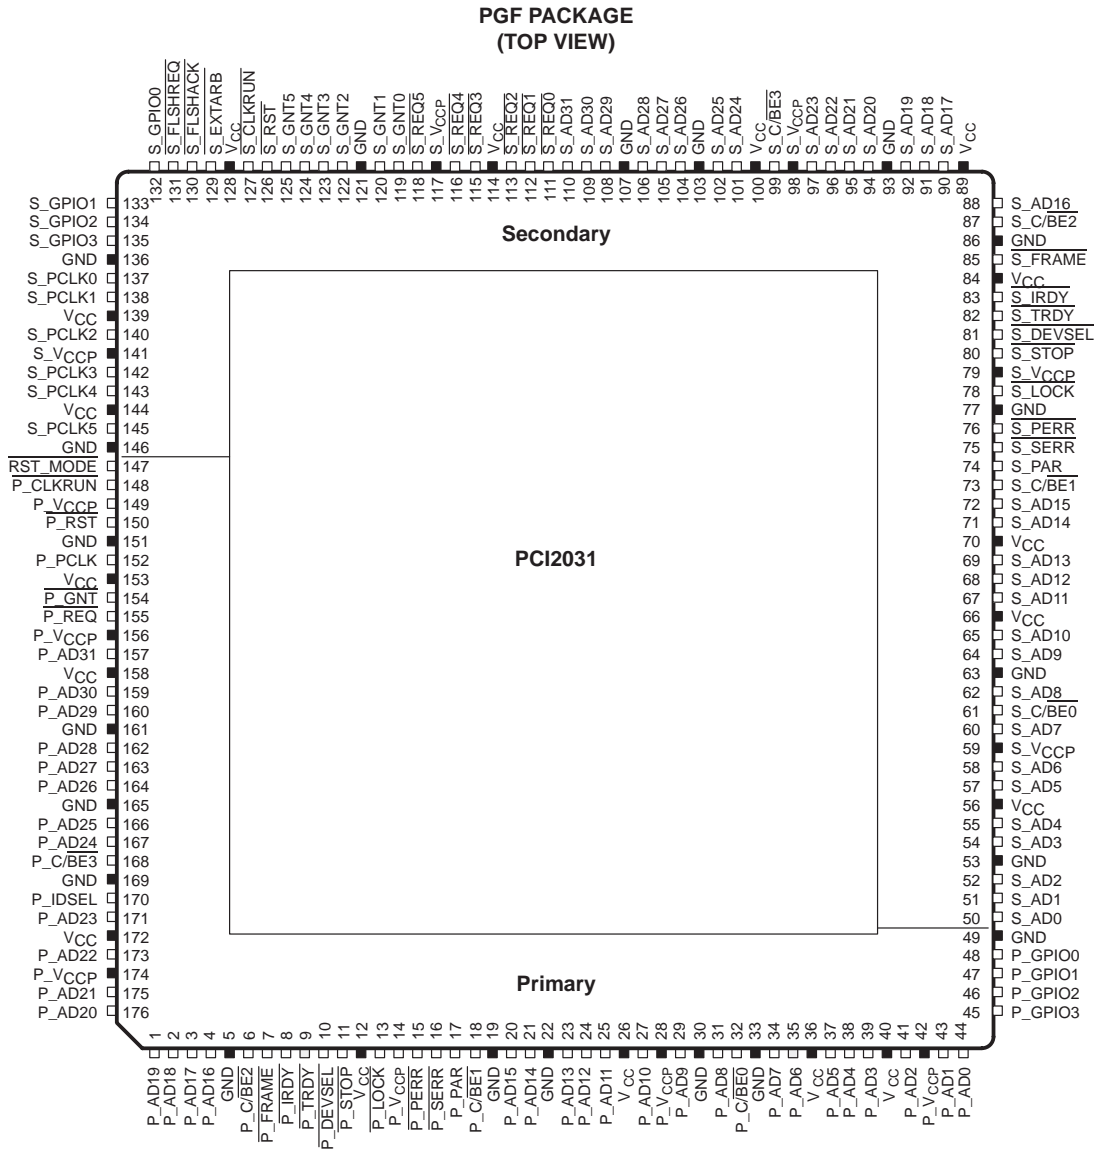 PGF PACKAGE
(TOP VIEW)
S_GPIO0
S_FLSHREQ
S_FLSHACK
S_EXTARB
VCC
S_CLKRUN
S_RST
S_GNT5
S_GNT4
S_GNT3
S_GNT2
GND
S_GNT1
S_GNT0
S_REQ5
S_VCCP
S_REQ4
S_REQ3
VCC
S_REQ2
S_REQ1
S_REQ0
S_AD31
S_AD30
S_AD29
GND
S_AD28
S_AD27
S_AD26
GND
S_AD25
S_AD24
VCC
S_C/BE3
S_VCCP
S_AD23
S_AD22
S_AD21
S_AD20
GND
S_AD19
S_AD18
S_AD17
VCC
132
131
130
129
128
127
126
125
124
123
122
121
120
119
118
117
116
115
114
113
112
111
110
109
108
107
106
105
104
103
102
101
100
99
98
97
96
95
94
93
92
91
90
89
S_GPIO1 133
S_GPIO2 134
S_GPIO3 135
GND 136
S_PCLK0 137
S_PCLK1 138
VCC 139
S_PCLK2 140
S_VCCP 141
S_PCLK3 142
S_PCLK4 143
VCC 144
S_PCLK5 145
GND 146
RST_MODE 147
P_CLKRUN 148
P_VCCP 149
P_RST 150
GND 151
P_PCLK 152
VCC 153
P_GNT 154
P_REQ 155
P_VCCP 156
P_AD31 157
VCC 158
P_AD30 159
P_AD29 160
GND 161
P_AD28 162
P_AD27 163
P_AD26 164
GND 165
P_AD25 166
P_AD24 167
P_C/BE3 168
GND 169
P_IDSEL 170
P_AD23 171
VCC 172
P_AD22 173
P_VCCP 174
P_AD21 175
P_AD20 176
Secondary
PCI2031
Primary
88 S_AD16
87 S_C/BE2
86 GND
85 S_FRAME
84 VCC
83 S_IRDY
82 S_TRDY
81 S_DEVSEL
80 S_STOP
79 S_VCCP
78 S_LOCK
77 GND
76 S_PERR
75 S_SERR
74 S_PAR
73 S_C/BE1
72 S_AD15
71 S_AD14
70 VCC
69 S_AD13
68 S_AD12
67 S_AD11
66 VCC
65 S_AD10
64 S_AD9
63 GND
62 S_AD8
61 S_C/BE0
60 S_AD7
59 S_VCCP
58 S_AD6
57 S_AD5
56 VCC
55 S_AD4
54 S_AD3
53 GND
52 S_AD2
51 S_AD1
50 S_AD0
49 GND
48 P_GPIO0
47 P_GPIO1
46 P_GPIO2
45 P_GPIO3
1
2
3
4
5
6
7
8
9
10
11
12
13
14
15
16
17
18
19
20
21
22
23
24
25
26
27
28
29
30
31
32
33
34
35
36
37
38
39
40
41
42
43
44
P_AD19
P_AD18
P_AD17
P_AD16
GND
P_C/BE2
P_FRAME
P_IRDY
P_TRDY
P_DEVSEL
P_STOP
VCC
P_LOCK
P_VCCP
P_PERR
P_SERR
P_PAR
P_C/BE1
GND
P_AD15
P_AD14
GND
P_AD13
P_AD12
P_AD11
VCC
P_AD10
P_VCCP
P_AD9
GND
P_AD8
P_C/BE0
GND
P_AD7
P_AD6
VCC
P_AD5
P_AD4
P_AD3
VCC
P_AD2
P_VCCP
P_AD1
P_AD0